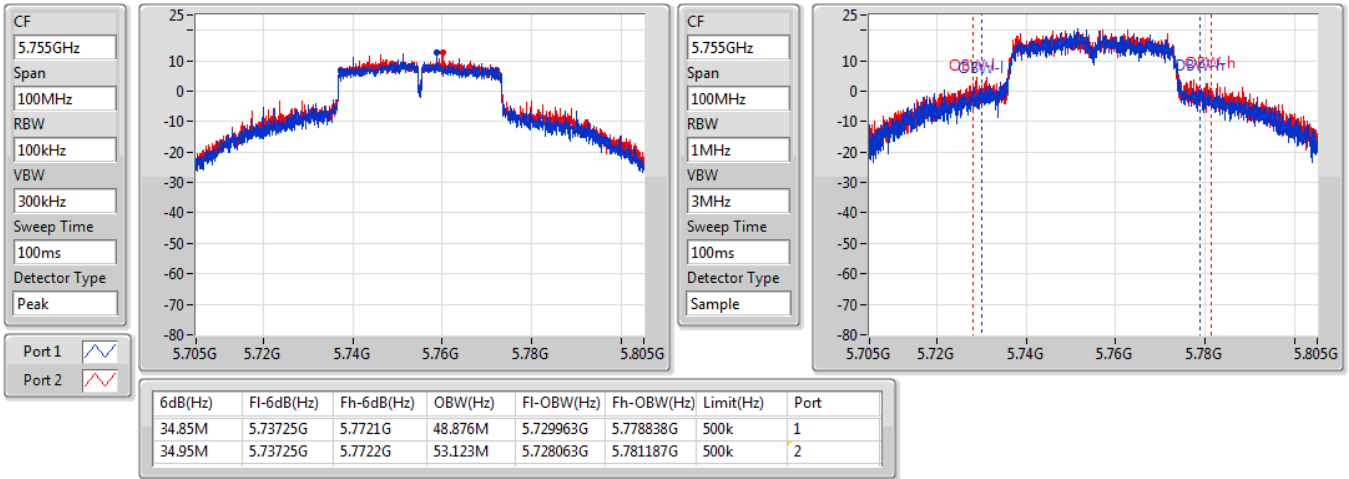 CF
5.755GHz
Span
100MHz
RBW
100kHz
VBW
300kHz
Sweep Time
100ms
Detector Type
Peak
Port 1
Port 2
25
0
-10
-20
-30
-40
-50
-60
-70
-80
5.705G 5.72G 5.74G 5.76G 5.78G 5.805G
CF
5.755GHz
Span
100MHz
RBW
1MHz
VBW
3MHz
Sweep Time
100ms
Detector Type
Sample
25
0
-10
-20
-30
-40
-50
-60
-70
-80
OBW-l OBW-l OBW-h OBW-h
5.705G 5.72G 5.74G 5.76G 5.78G 5.805G
6dB(Hz) Fl-6dB(Hz) Fh-6dB(Hz) OBW(Hz) Fl-OBW(Hz) Fh-OBW(Hz) Limit(Hz) Port
34.85M 5.73725G 5.7721G 48.876M 5.729963G 5.778838G 500k 1
34.95M 5.73725G 5.7722G 53.123M 5.728063G 5.781187G 500k 2